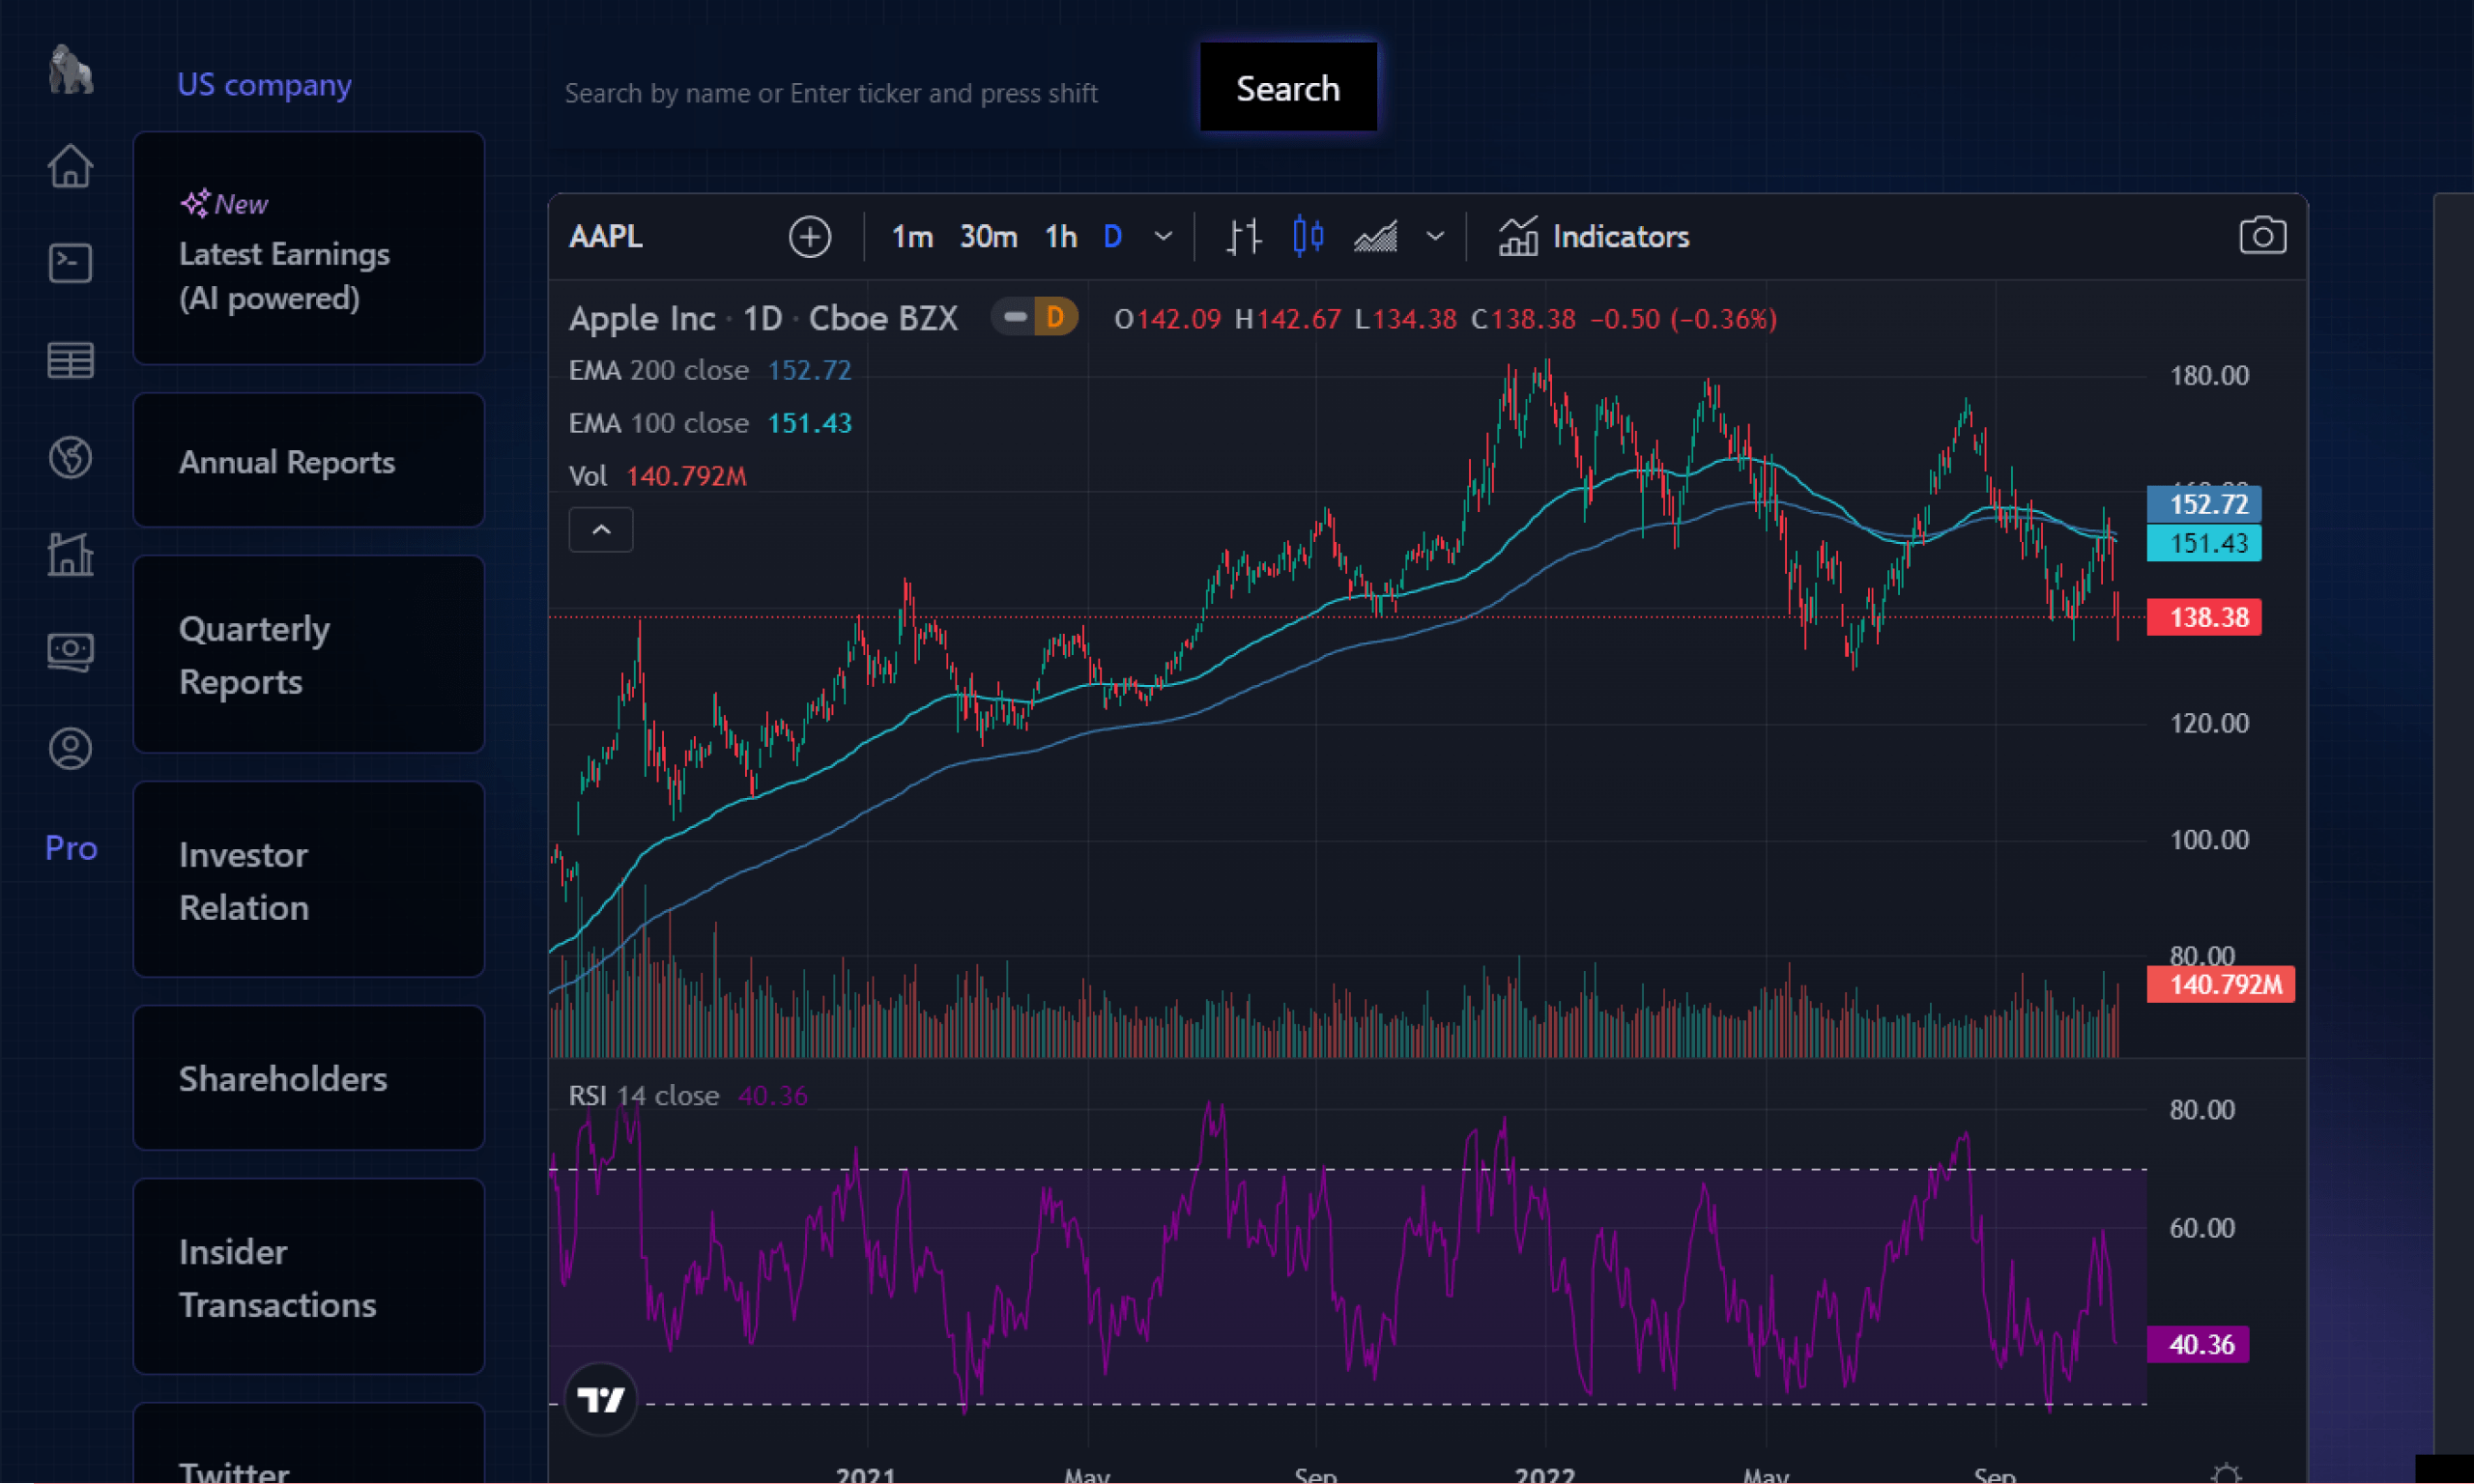 US company
Search by name or Enter ticker and press shift
Search
New
Latest Earnings
(AI powered)
Annual Reports
Quarterly
Reports
Investor
Relation
Shareholders
Insider
Transactions
Twitter
Pro
AAPL
1m 30m 1h D
Indicators
Apple Inc · 1D · Cboe BZX
D
O142.09 H142.67 L134.38 C138.38 −0.50 (−0.36%)
EMA 200 close 152.72
EMA 100 close 151.43
Vol 140.792M
180.00
152.72
151.43
138.38
120.00
100.00
80.00
140.792M
RSI 14 close 40.36
80.00
60.00
40.36
2021 May Sep 2022 May Sep